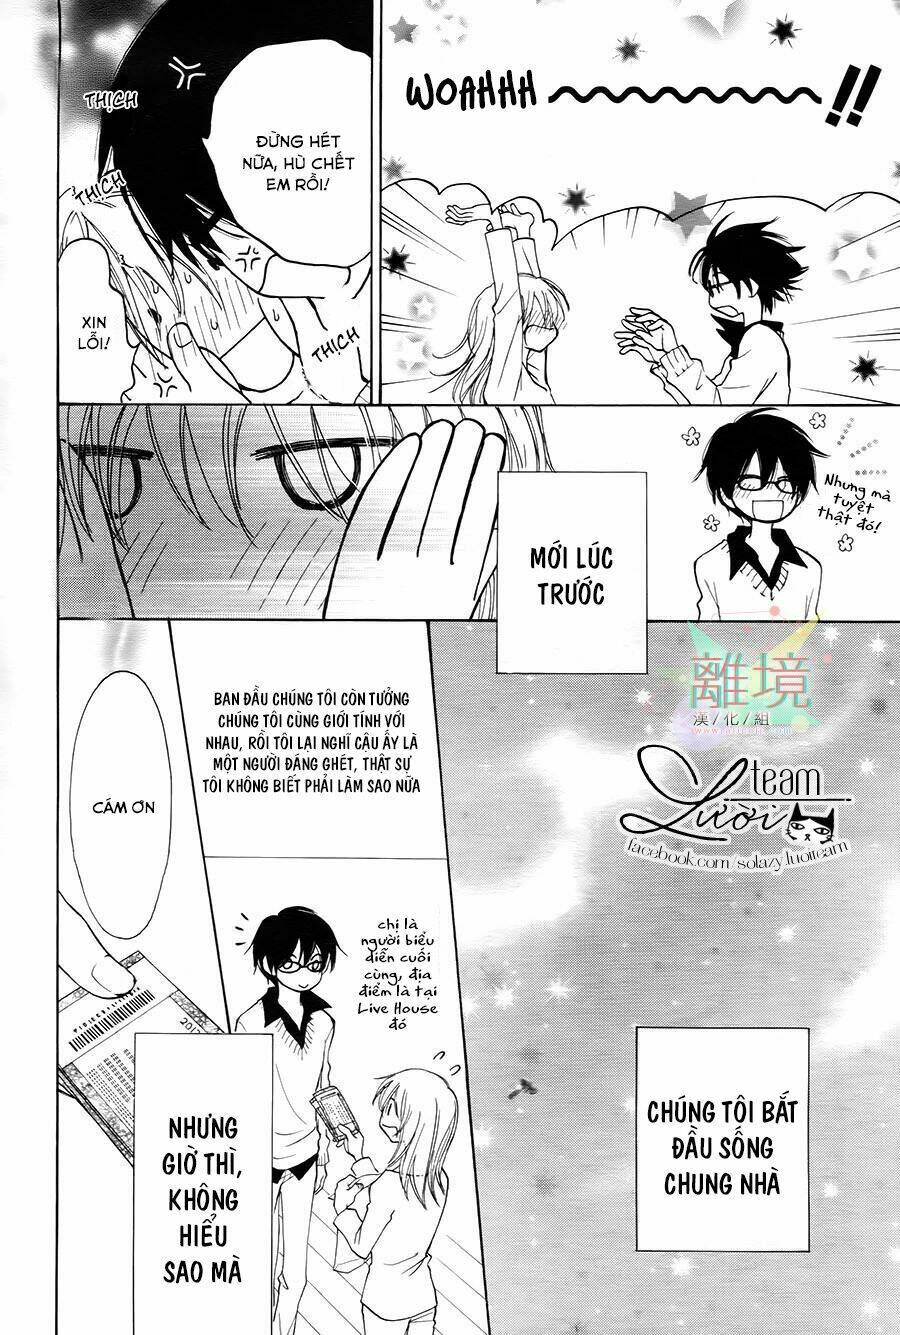 WOAHHH ~!!
ĐỪNG HÉT
NỮA, HÙ CHẾT
EM RỒI!
THỊCH
THỊCH
THỊCH
XIN
LỖI!
Nhưng mà
tuyệt
thật đó!
MỚI LÚC
TRƯỚC
離境
漢/化/組
team
Lười
facebook.com/solazy.luoiteam
CHÚNG TÔI BẮT
ĐẦU SỐNG
CHUNG NHÀ
BAN ĐẦU CHÚNG TÔI CÒN TƯỞNG
CHÚNG TÔI CÙNG GIỚI TÍNH VỚI
NHAU, RỒI TÔI LẠI NGHĨ CẬU ẤY LÀ
MỘT NGƯỜI ĐÁNG GHÉT, THẬT SỰ
TÔI KHÔNG BIẾT PHẢI LÀM SAO NỮA
chị là
người biểu
diễn cuối
cùng, địa
điểm là tại
Live House
đó
NHƯNG
GIỜ THÌ,
KHÔNG
HIỂU
SAO MÀ
CÁM ƠN